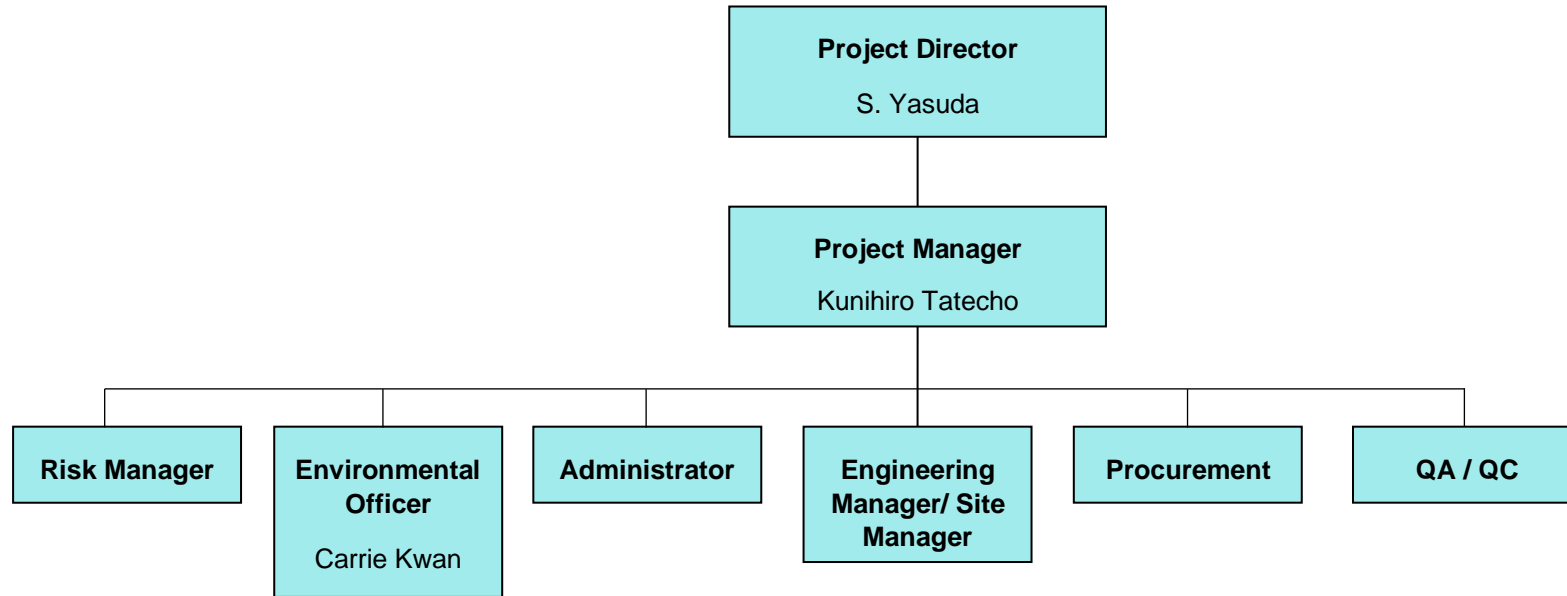 Project Director
S. Yasuda
Project Manager
Kunihiro Tatecho
Risk Manager
Environmental
Officer
Carrie Kwan
Administrator
Engineering
Manager/ Site
Manager
Procurement
QA / QC